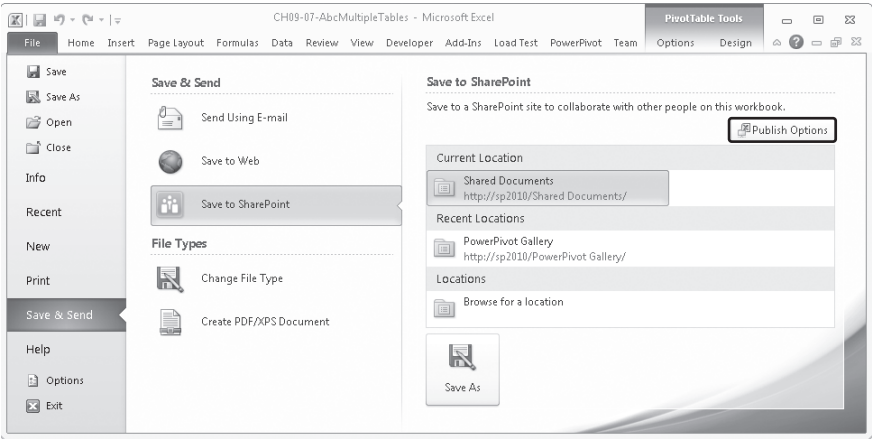 CH09-07-AbcMultipleTables - Microsoft Excel
PivotTable Tools
File Home Insert Page Layout Formulas Data Review View Developer Add-Ins Load Test PowerPivot Team Options Design
Save
Save As
Open
Close
Info
Recent
New
Print
Save & Send
Help
Options
Exit
Save & Send
Send Using E-mail
Save to Web
Save to SharePoint
File Types
Change File Type
Create PDF/XPS Document
Save to SharePoint
Save to a SharePoint site to collaborate with other people on this workbook.
Publish Options
Current Location
Shared Documents
http://sp2010/Shared Documents/
Recent Locations
PowerPivot Gallery
http://sp2010/PowerPivot Gallery/
Locations
Browse for a location
Save As